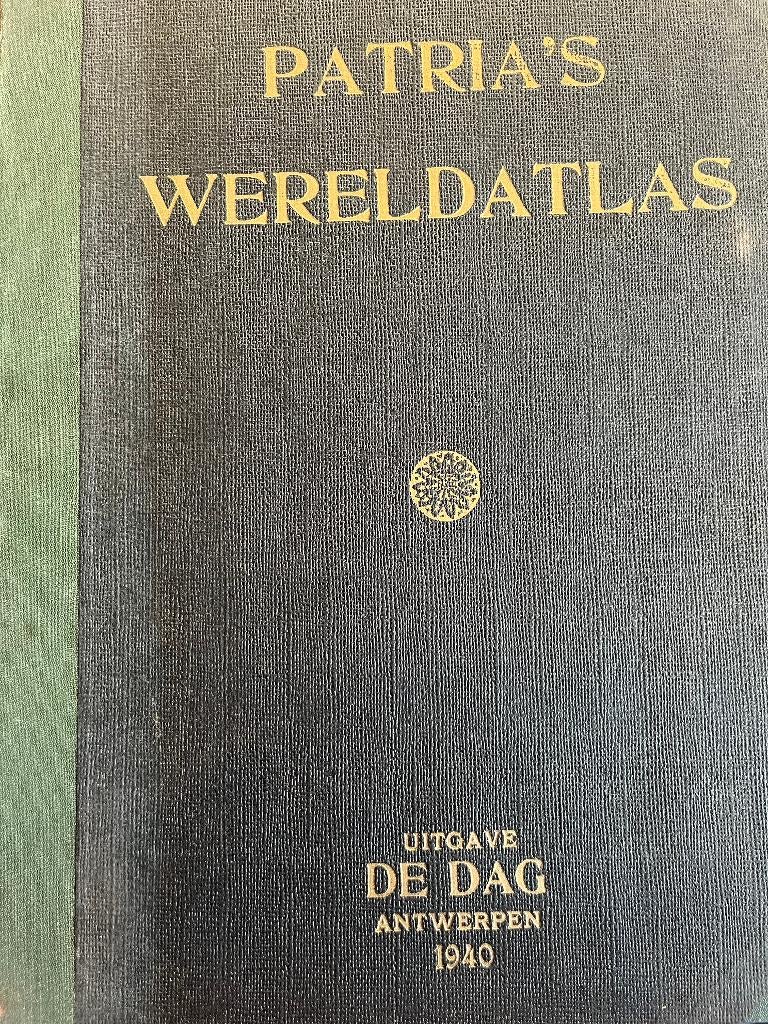 PATRIA'S
WERELDATLAS
UITGAVE
DE DAG
ANTWERPEN
1940